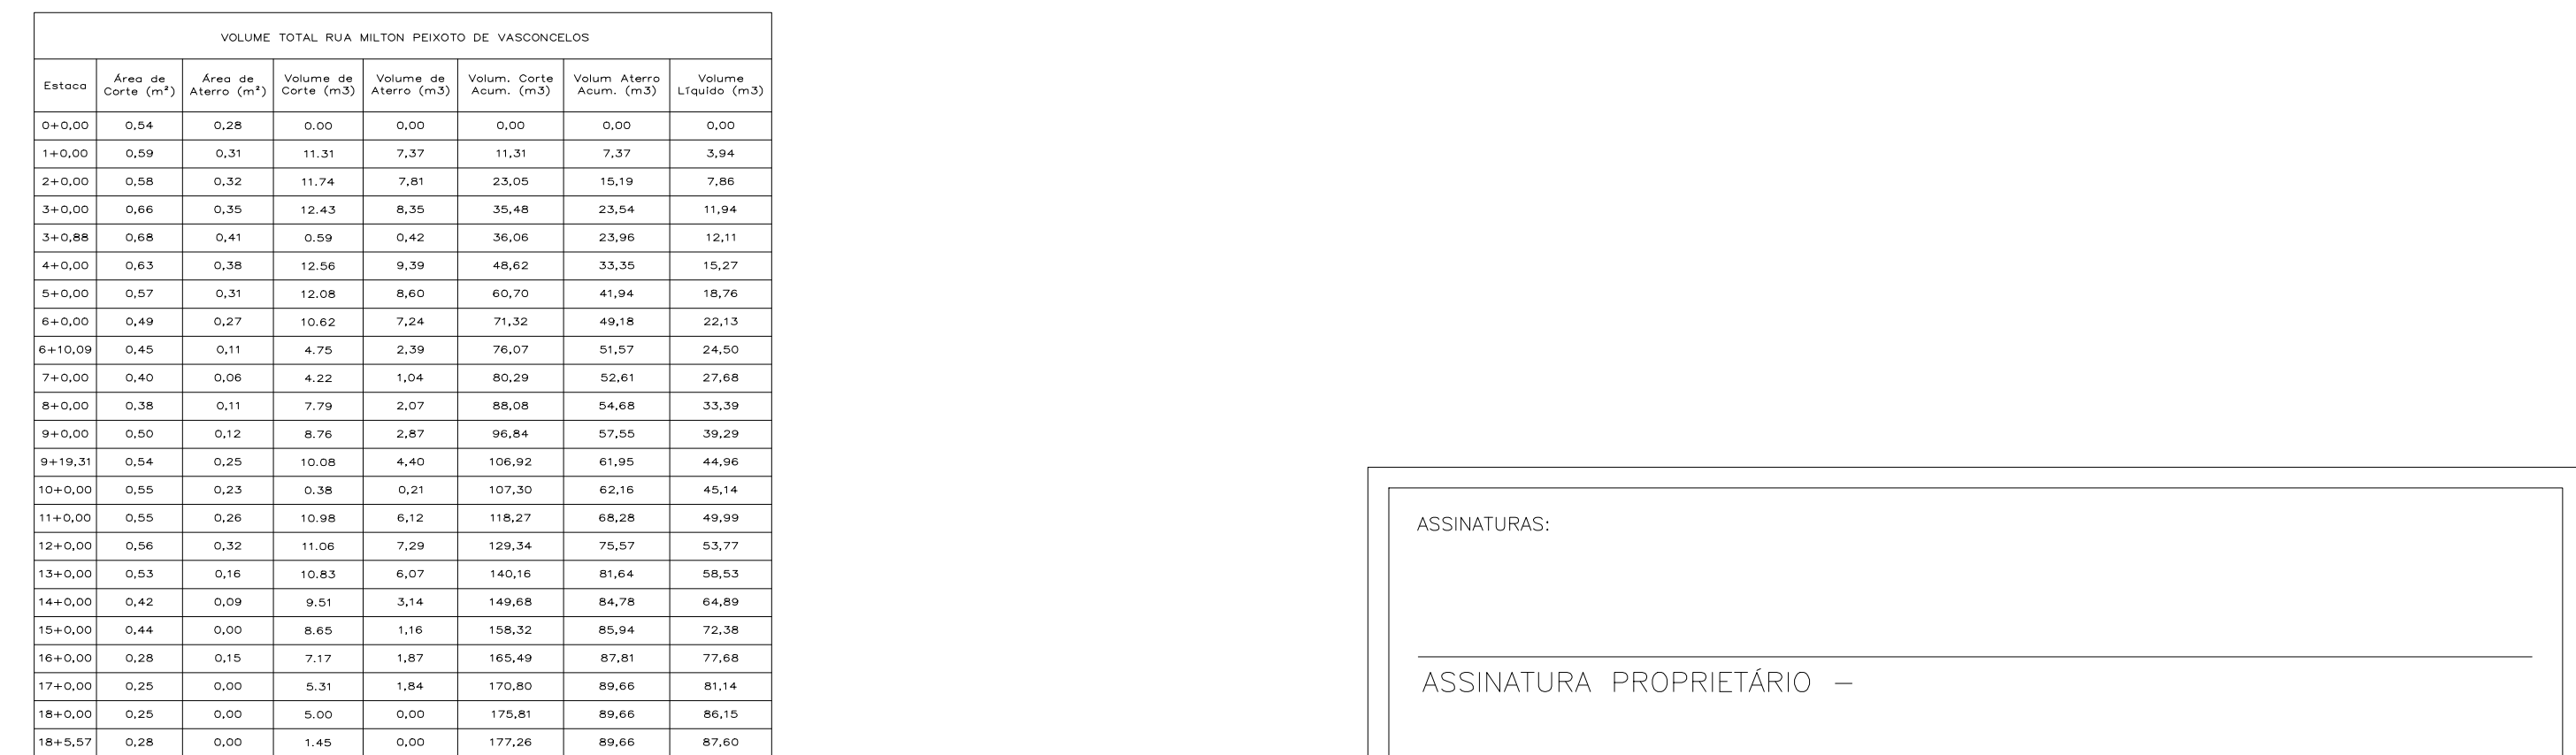 VOLUME TOTAL RUA MILTON PEIXOTO DE VASCONCELOS
Estaca Área de Corte (m²) Área de Aterro (m²) Volume de Corte (m3) Volume de Aterro (m3) Volum. Corte Acum. (m3) Volum Aterro Acum. (m3) Volume Líquido (m3)
0+0,00 0,54 0,28 0.00 0,00 0,00 0,00 0,00
1+0,00 0,59 0,31 11.31 7,37 11,31 7,37 3,94
2+0,00 0,58 0,32 11.74 7,81 23,05 15,19 7,86
3+0,00 0,66 0,35 12.43 8,35 35,48 23,54 11,94
3+0,88 0,68 0,41 0.59 0,42 36,06 23,96 12,11
4+0,00 0,63 0,38 12.56 9,39 48,62 33,35 15,27
5+0,00 0,57 0,31 12.08 8,60 60,70 41,94 18,76
6+0,00 0,49 0,27 10.62 7,24 71,32 49,18 22,13
6+10,09 0,45 0,11 4.75 2,39 76,07 51,57 24,50
7+0,00 0,40 0,06 4.22 1,04 80,29 52,61 27,68
8+0,00 0,38 0,11 7.79 2,07 88,08 54,68 33,39
9+0,00 0,50 0,12 8.76 2,87 96,84 57,55 39,29
9+19,31 0,54 0,25 10.08 4,40 106,92 61,95 44,96
10+0,00 0,55 0,23 0.38 0,21 107,30 62,16 45,14
11+0,00 0,55 0,26 10.98 6,12 118,27 68,28 49,99
12+0,00 0,56 0,32 11.06 7,29 129,34 75,57 53,77
13+0,00 0,53 0,16 10.83 6,07 140,16 81,64 58,53
14+0,00 0,42 0,09 9.51 3,14 149,68 84,78 64,89
15+0,00 0,44 0,00 8.65 1,16 158,32 85,94 72,38
16+0,00 0,28 0,15 7.17 1,87 165,49 87,81 77,68
17+0,00 0,25 0,00 5.31 1,84 170,80 89,66 81,14
18+0,00 0,25 0,00 5.00 0,00 175,81 89,66 86,15
18+5,57 0,28 0,00 1.45 0,00 177,26 89,66 87,60
ASSINATURAS:
ASSINATURA PROPRIETÁRIO –